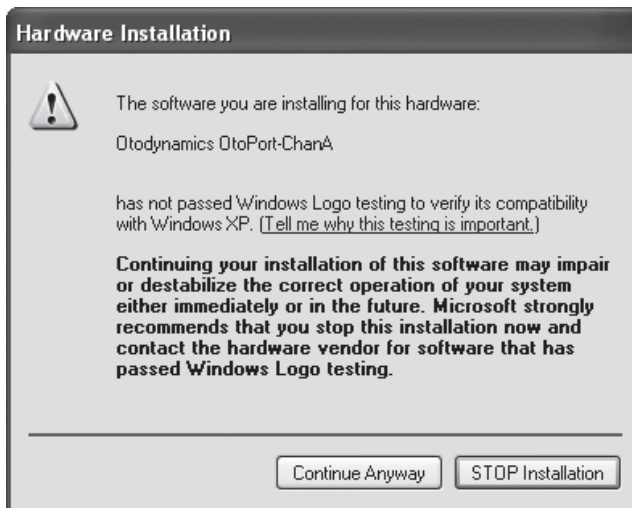 Hardware Installation
The software you are installing for this hardware:
Otodynamics OtoPort-ChanA
has not passed Windows Logo testing to verify its compatibility
with Windows XP. (Tell me why this testing is important.)
Continuing your installation of this software may impair
or destabilize the correct operation of your system
either immediately or in the future. Microsoft strongly
recommends that you stop this installation now and
contact the hardware vendor for software that has
passed Windows Logo testing.
Continue Anyway
STOP Installation